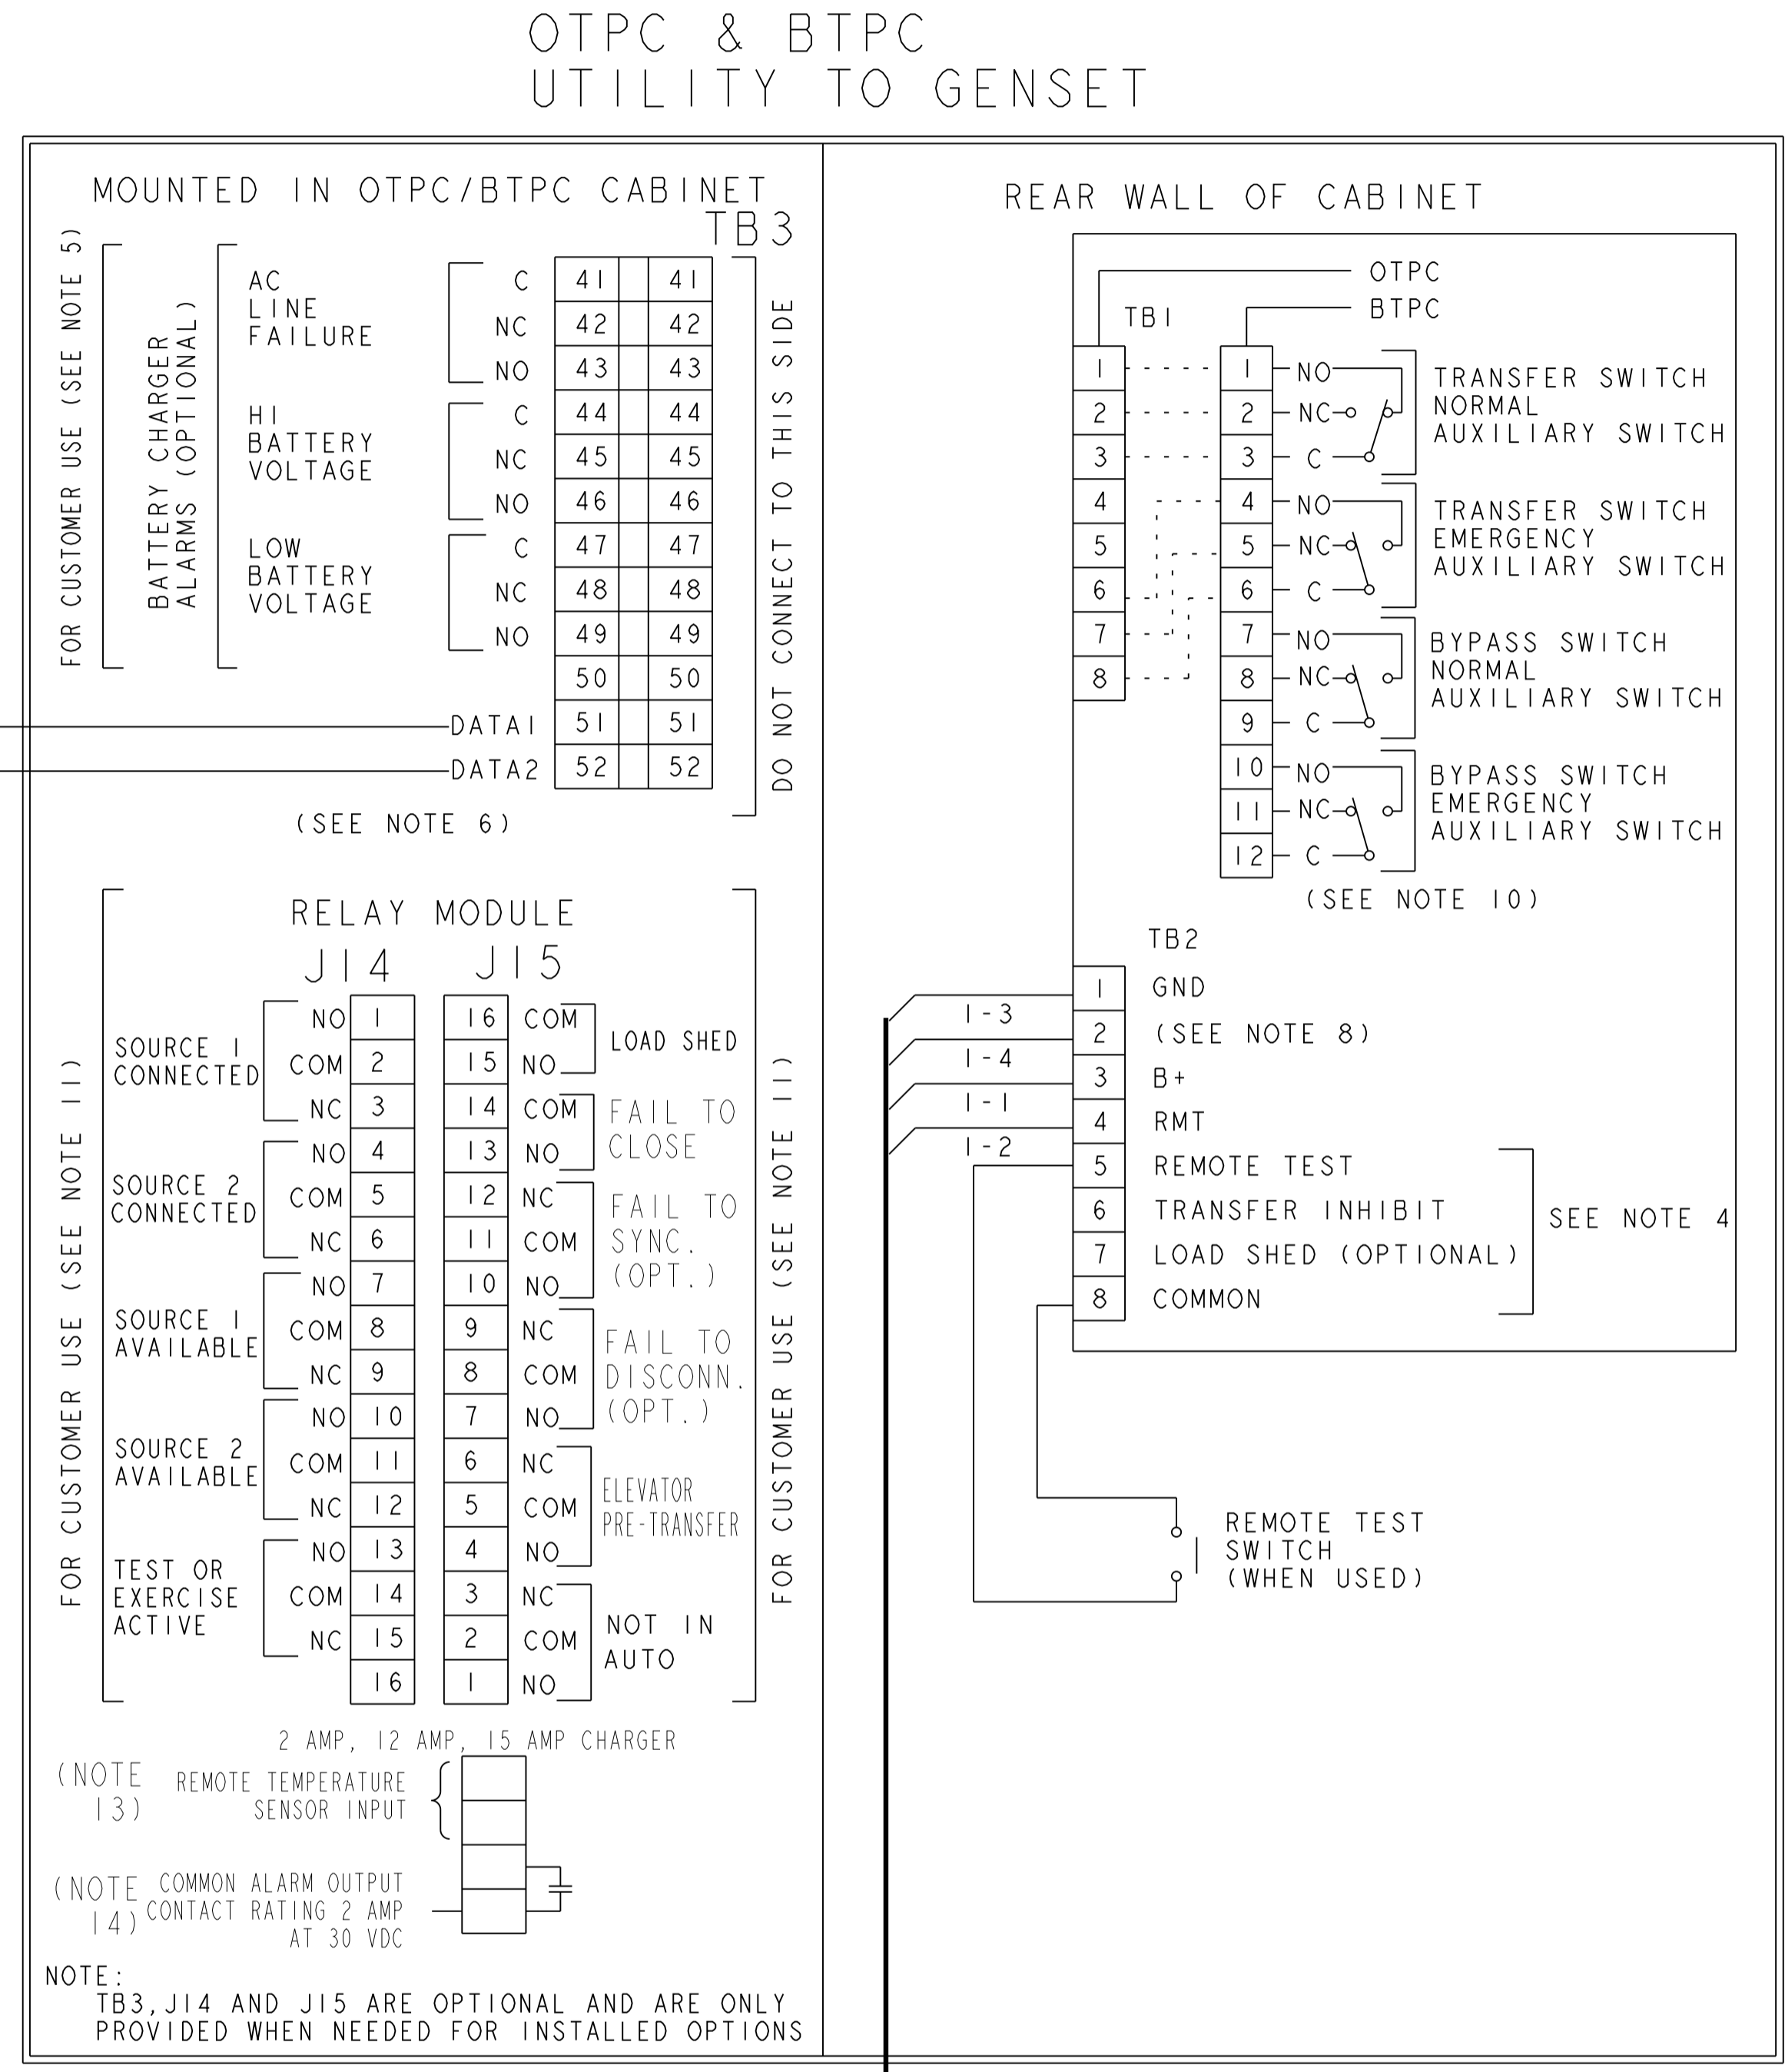 OTPC & BTPC
UTILITY TO GENSET
MOUNTED IN OTPC/BTPC CABINET
TB3
FOR CUSTOMER USE (SEE NOTE 5)
BATTERY CHARGER
ALARMS (OPTIONAL)
AC
LINE
FAILURE
C 41 41
NC 42 42
NO 43 43
HI
BATTERY
VOLTAGE
C 44 44
NC 45 45
NO 46 46
LOW
BATTERY
VOLTAGE
C 47 47
NC 48 48
NO 49 49
50 50
DATA1 51 51
DATA2 52 52
DO NOT CONNECT TO THIS SIDE
(SEE NOTE 6)
RELAY MODULE
J14 J15
FOR CUSTOMER USE (SEE NOTE 11)
SOURCE 1
CONNECTED
NO 1
COM 2
NC 3
SOURCE 2
CONNECTED
NO 4
COM 5
NC 6
SOURCE 1
AVAILABLE
NO 7
COM 8
NC 9
SOURCE 2
AVAILABLE
NO 10
COM 11
NC 12
TEST OR
EXERCISE
ACTIVE
NO 13
COM 14
NC 15
16
16 COM
15 NO
LOAD SHED
14 COM
13 NO
FAIL TO
CLOSE
12 NC
11 COM
10 NO
FAIL TO
SYNC.
(OPT.)
9 NC
8 COM
7 NO
FAIL TO
DISCONN.
(OPT.)
6 NC
5 COM
4 NO
ELEVATOR
PRE-TRANSFER
3 NC
2 COM
1 NO
NOT IN
AUTO
FOR CUSTOMER USE (SEE NOTE 11)
2 AMP, 12 AMP, 15 AMP CHARGER
(NOTE
13)
REMOTE TEMPERATURE
SENSOR INPUT
(NOTE
14)
COMMON ALARM OUTPUT
CONTACT RATING 2 AMP
AT 30 VDC
NOTE:
TB3,J14 AND J15 ARE OPTIONAL AND ARE ONLY
PROVIDED WHEN NEEDED FOR INSTALLED OPTIONS
REAR WALL OF CABINET
OTPC
BTPC
TB1
1
2
3
4
5
6
7
8
1 NO
2 NC
3 C
TRANSFER SWITCH
NORMAL
AUXILIARY SWITCH
4 NO
5 NC
6 C
TRANSFER SWITCH
EMERGENCY
AUXILIARY SWITCH
7 NO
8 NC
9 C
BYPASS SWITCH
NORMAL
AUXILIARY SWITCH
10 NO
11 NC
12 C
BYPASS SWITCH
EMERGENCY
AUXILIARY SWITCH
(SEE NOTE 10)
TB2
1 GND
1-3
2 (SEE NOTE 8)
1-4
3 B+
1-1
4 RMT
1-2
5 REMOTE TEST
6 TRANSFER INHIBIT
7 LOAD SHED (OPTIONAL)
8 COMMON
SEE NOTE 4
REMOTE TEST
SWITCH
(WHEN USED)